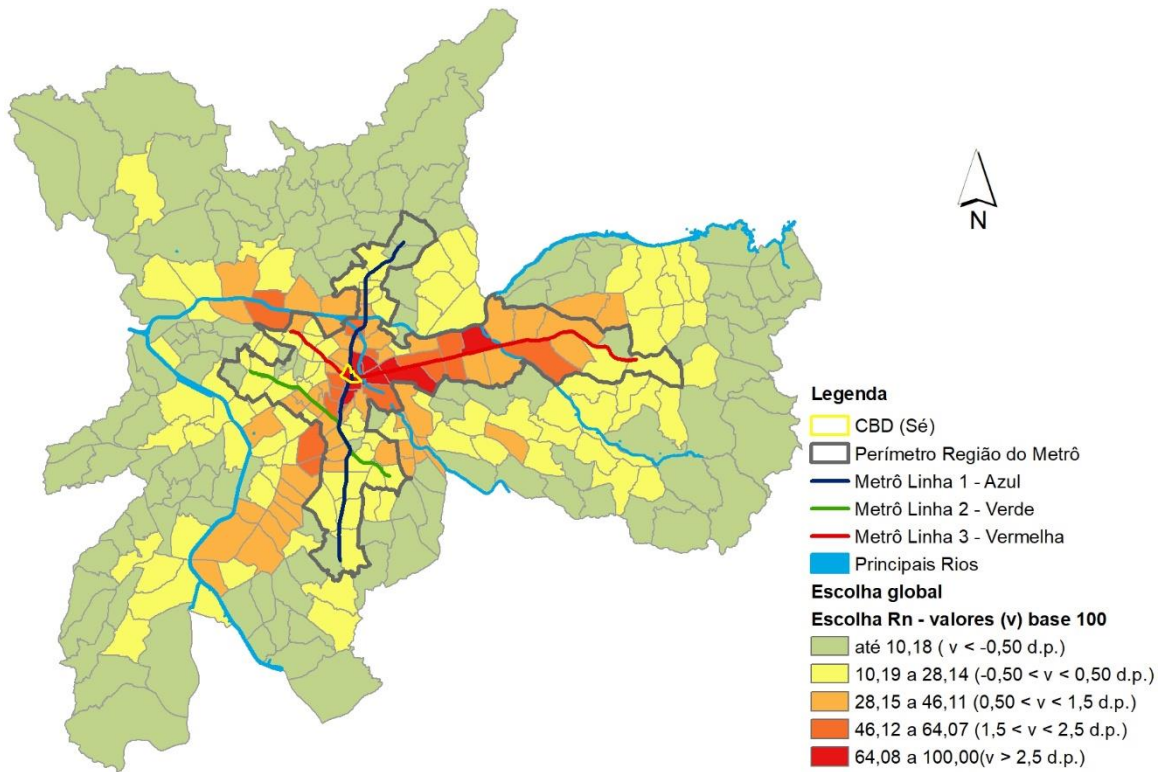 N
Legenda
CBD (Sé)
Perímetro Região do Metrô
Metrô Linha 1 - Azul
Metrô Linha 2 - Verde
Metrô Linha 3 - Vermelha
Principais Rios
Escolha global
Escolha Rn - valores (v) base 100
até 10,18 ( v < -0,50 d.p.)
10,19 a 28,14 (-0,50 < v < 0,50 d.p.)
28,15 a 46,11 (0,50 < v < 1,5 d.p.)
46,12 a 64,07 (1,5 < v < 2,5 d.p.)
64,08 a 100,00(v > 2,5 d.p.)